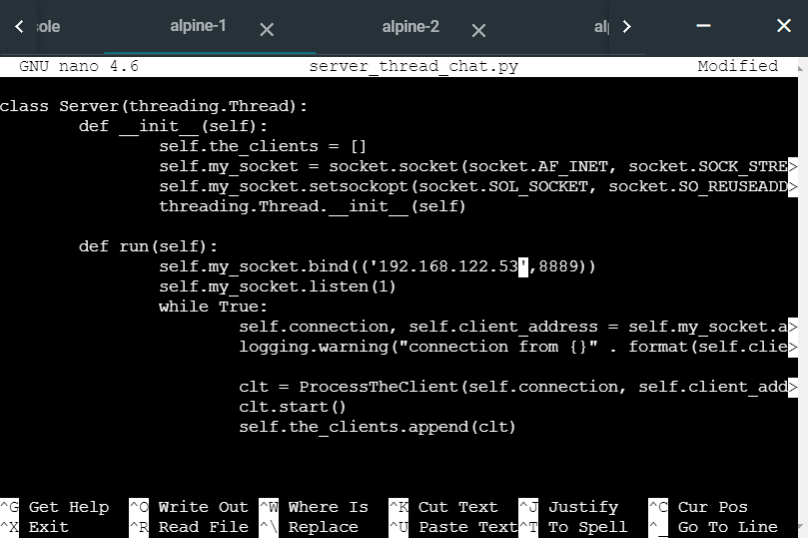 ole alpine-1 alpine-2 al
GNU nano 4.6 server_thread_chat.py Modified
class Server(threading.Thread):
def __init__(self):
self.the_clients = []
self.my_socket = socket.socket(socket.AF_INET, socket.SOCK_STRE>
self.my_socket.setsockopt(socket.SOL_SOCKET, socket.SO_REUSEADD>
threading.Thread.__init__(self)
def run(self):
self.my_socket.bind(('192.168.122.53',8889))
self.my_socket.listen(1)
while True:
self.connection, self.client_address = self.my_socket.a>
logging.warning("connection from {}" . format(self.clie>
clt = ProcessTheClient(self.connection, self.client_add>
clt.start()
self.the_clients.append(clt)
^G Get Help ^O Write Out ^W Where Is ^K Cut Text ^J Justify ^C Cur Pos
^X Exit ^R Read File ^\ Replace ^U Paste Text ^T To Spell ^_ Go To Line